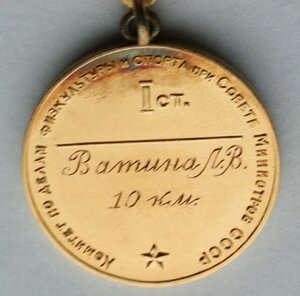 Комитет по делам физкультуры и спорта при Совете Министров СССР
I ст.
Ватина Л.В.
10 км.